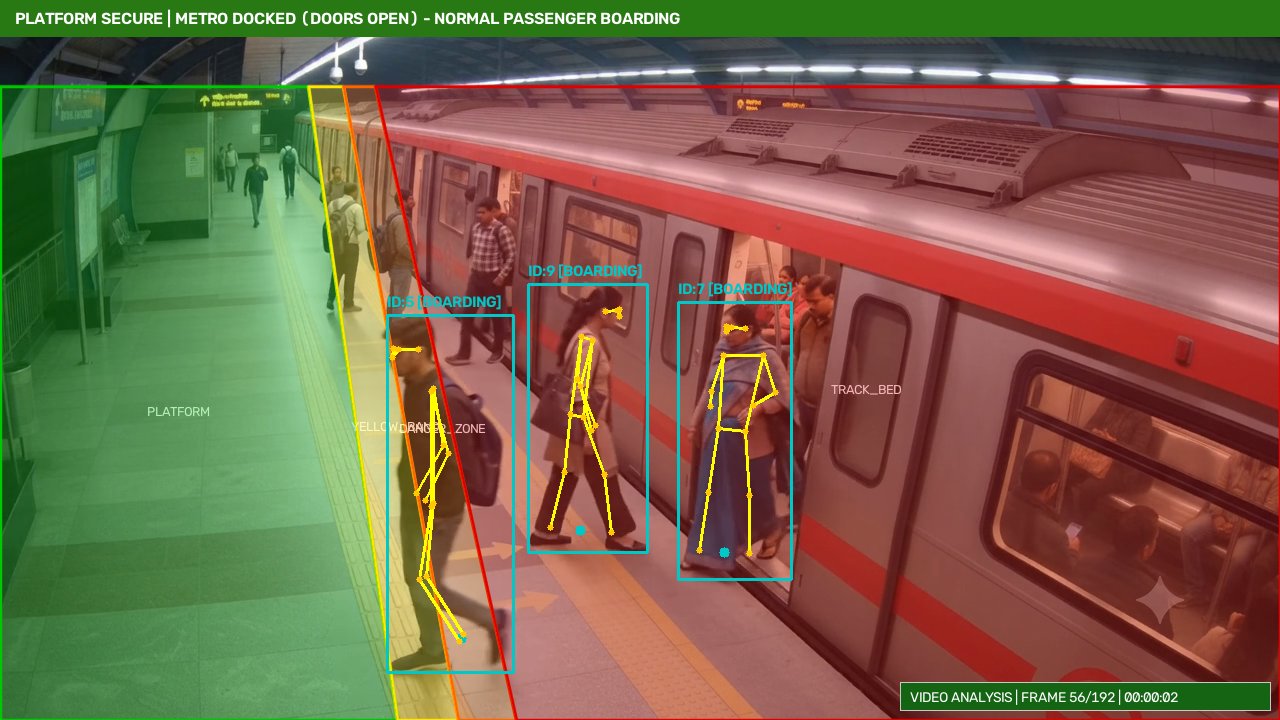 PLATFORM SECURE | METRO DOCKED (DOORS OPEN) - NORMAL PASSENGER BOARDING
ID:9 [BOARDING]
ID:7 [BOARDING]
ID:5 [BOARDING]
TRACK_BED
PLATFORM
DANGER_ZONE
VIDEO ANALYSIS | FRAME 56/192 | 00:00:02